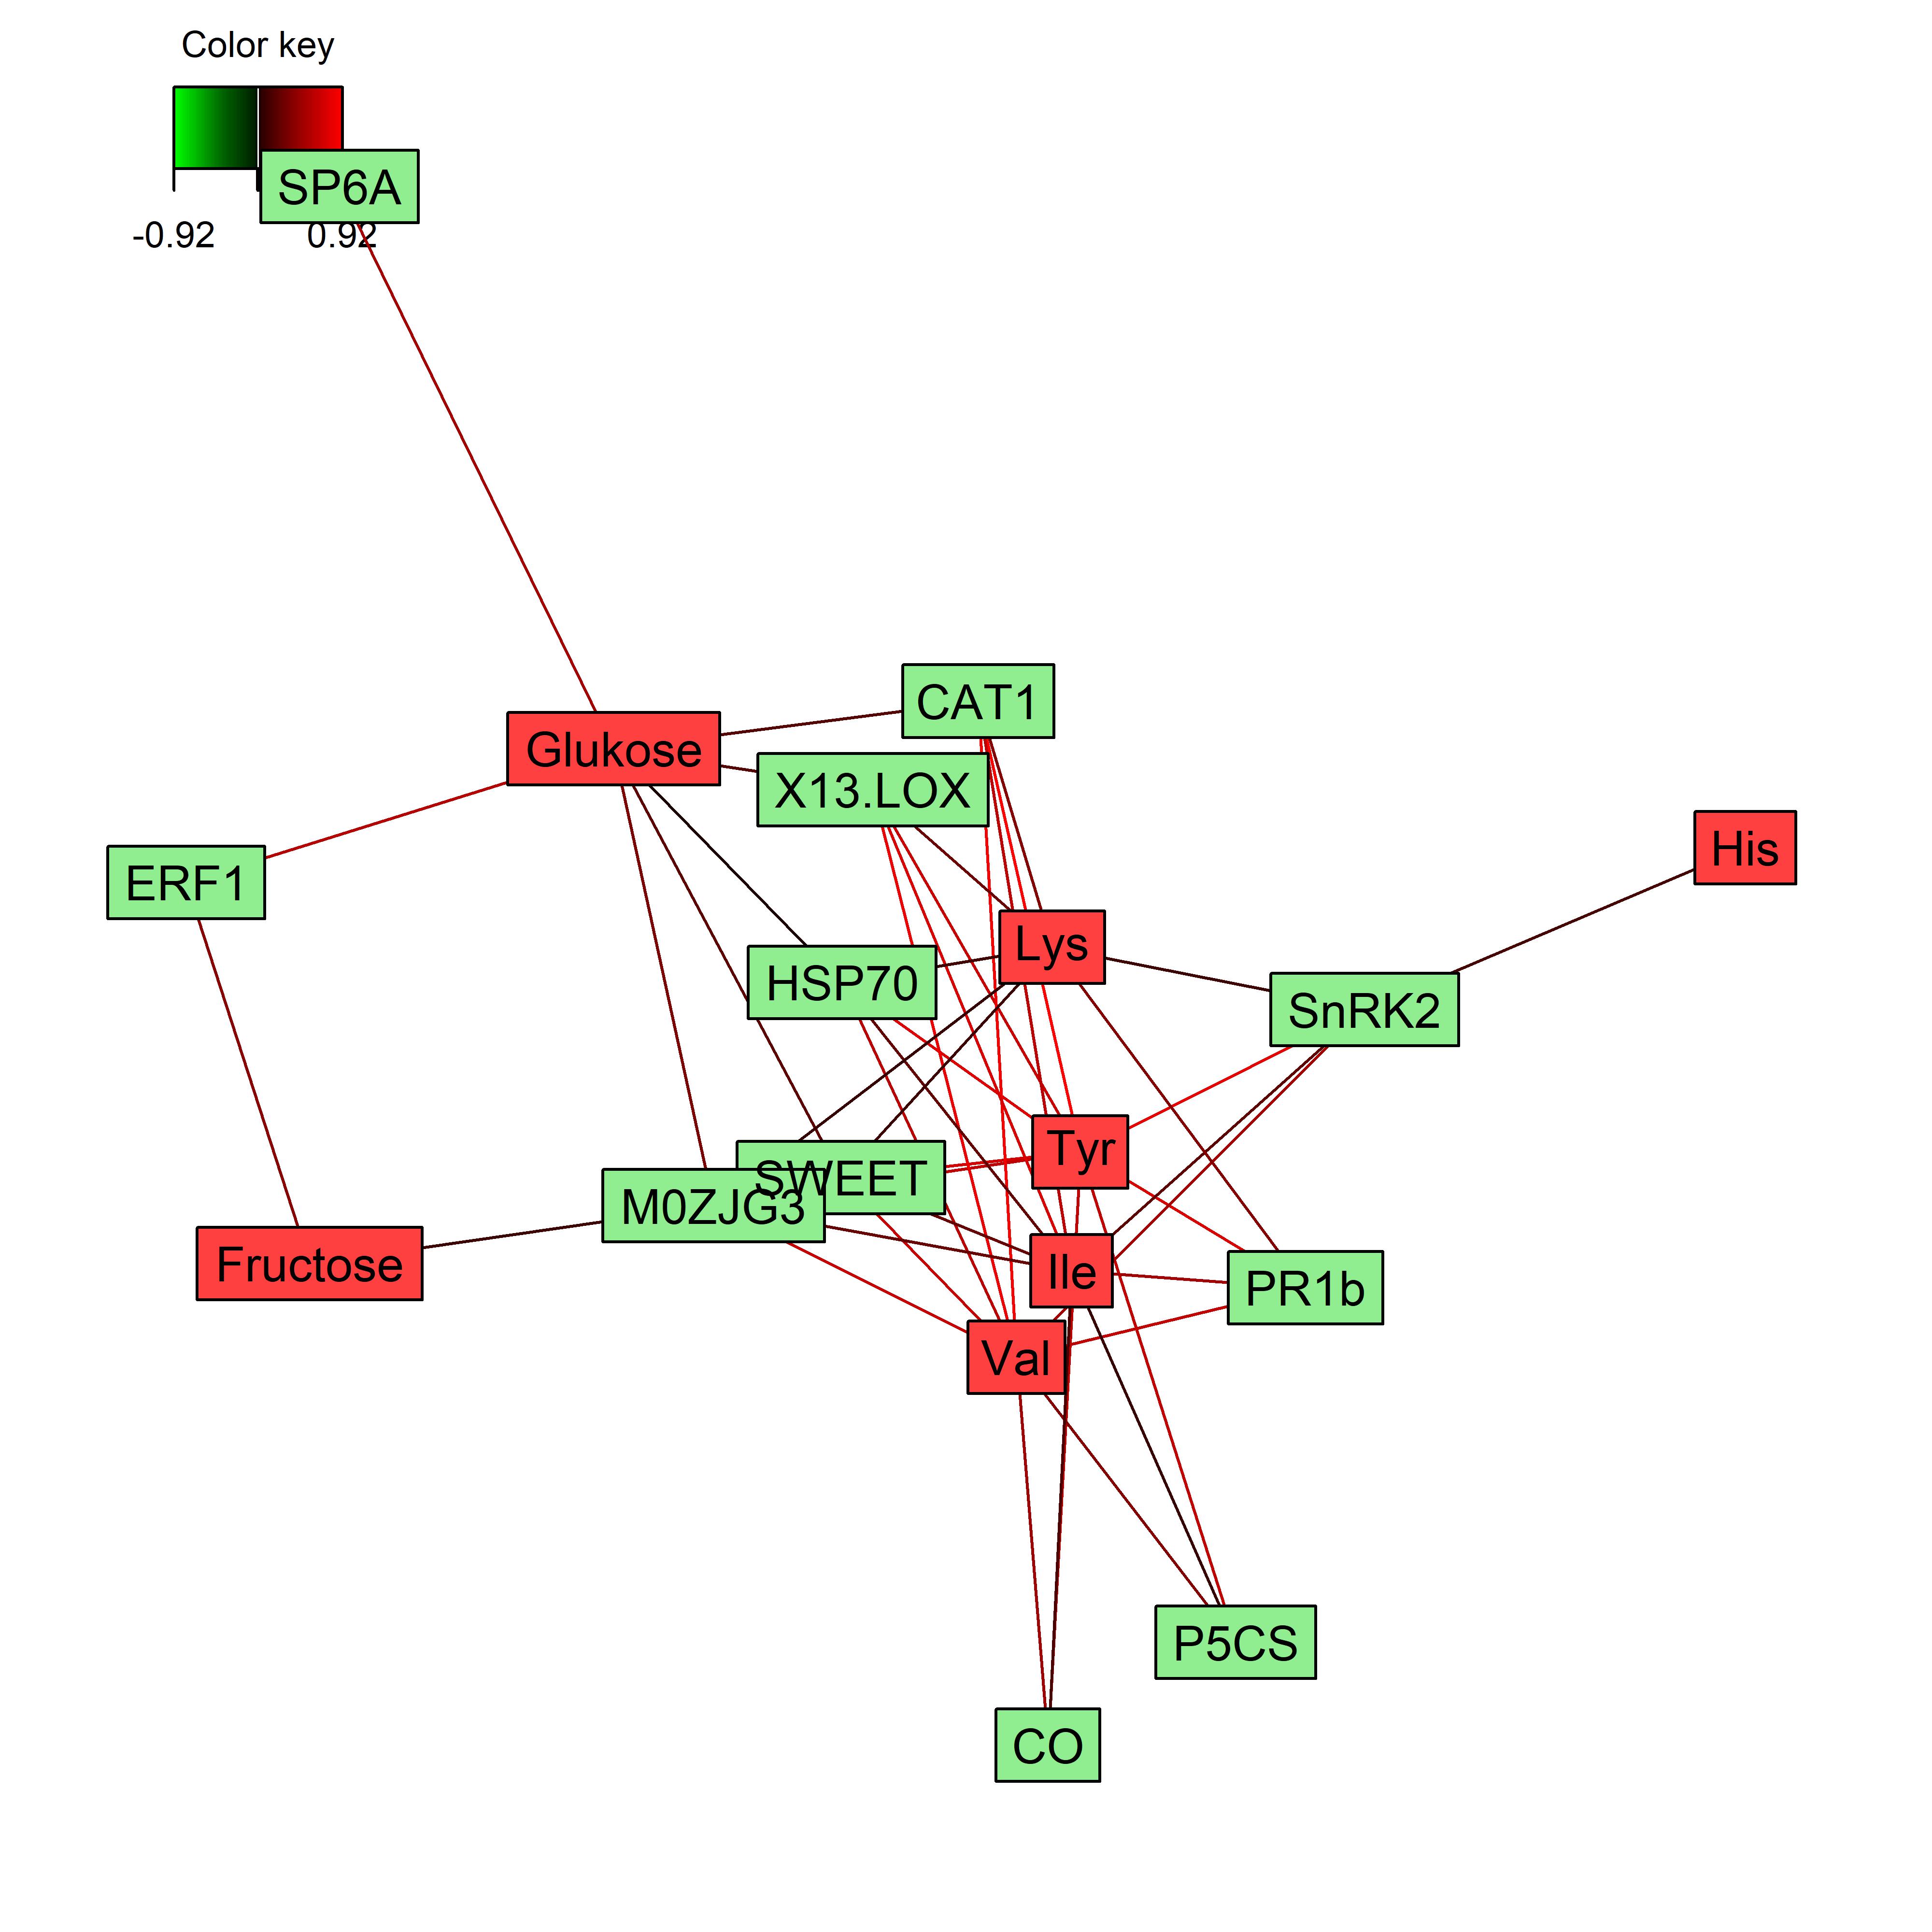 Color key
SP6A
-0.92
0.92
CAT1
Glukose
X13.LOX
His
ERF1
Lys
HSP70
SnRK2
Tyr
SWEET
M0ZJG3
Fructose
Ile
PR1b
Val
P5CS
CO